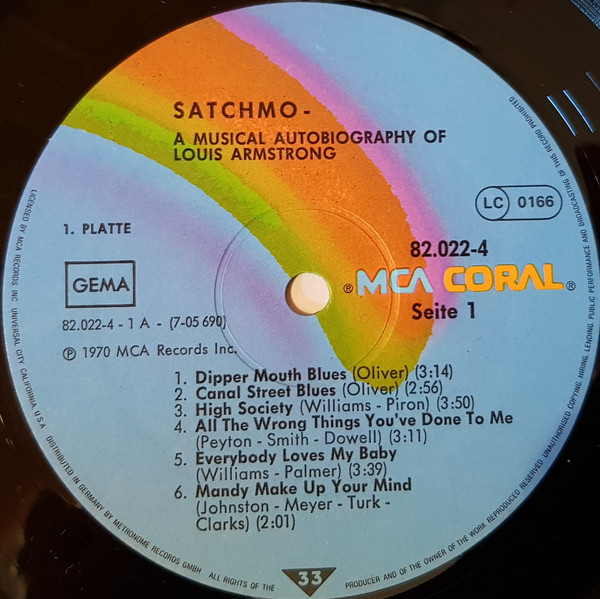 SATCHMO -
A MUSICAL AUTOBIOGRAPHY OF
LOUIS ARMSTRONG
LC 0166
1. PLATTE
82.022-4
GEMA
® MCA CORAL ®
Seite 1
82.022-4 - 1 A - (7-05 690)
℗ 1970 MCA Records Inc.
1. Dipper Mouth Blues (Oliver) (3:14)
2. Canal Street Blues (Oliver) (2:56)
3. High Society (Williams - Piron) (3:50)
4. All The Wrong Things You've Done To Me
(Peyton - Smith - Dowell) (3:11)
5. Everybody Loves My Baby
(Williams - Palmer) (3:39)
6. Mandy Make Up Your Mind
(Johnston - Meyer - Turk -
Clarks) (2:01)
33
LICENSED BY MCA RECORDS INC. UNIVERSAL CITY, CALIFORNIA, U.S.A. DISTRIBUTED IN GERMANY BY METRONOME RECORDS GMBH ALL RIGHTS OF THE PRODUCER AND OF THE OWNER OF THE WORK REPRODUCED RESERVED UNAUTHORISED COPYING, HIRING, LENDING, PUBLIC PERFORMANCE AND BROADCASTING OF THIS RECORD PROHIBITED